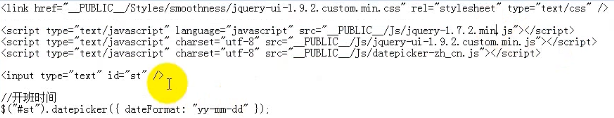 <link href="__PUBLIC__/Styles/smoothness/jquery-ui-1.9.2.custom.min.css" rel="stylesheet" type="text/css" />
<script type="text/javascript" language="javascript" src="__PUBLIC__/Js/jquery-1.7.2.min.js"></script>
<script type="text/javascript" charset="utf-8" src="__PUBLIC__/Js/jquery-ui-1.9.2.custom.min.js"></script>
<script type="text/javascript" charset="utf-8" src="__PUBLIC__/Js/datepicker-zh_cn.js"></script>
<input type="text" id="st" />
//开班时间
$("#st").datepicker({ dateFormat: "yy-mm-dd" });